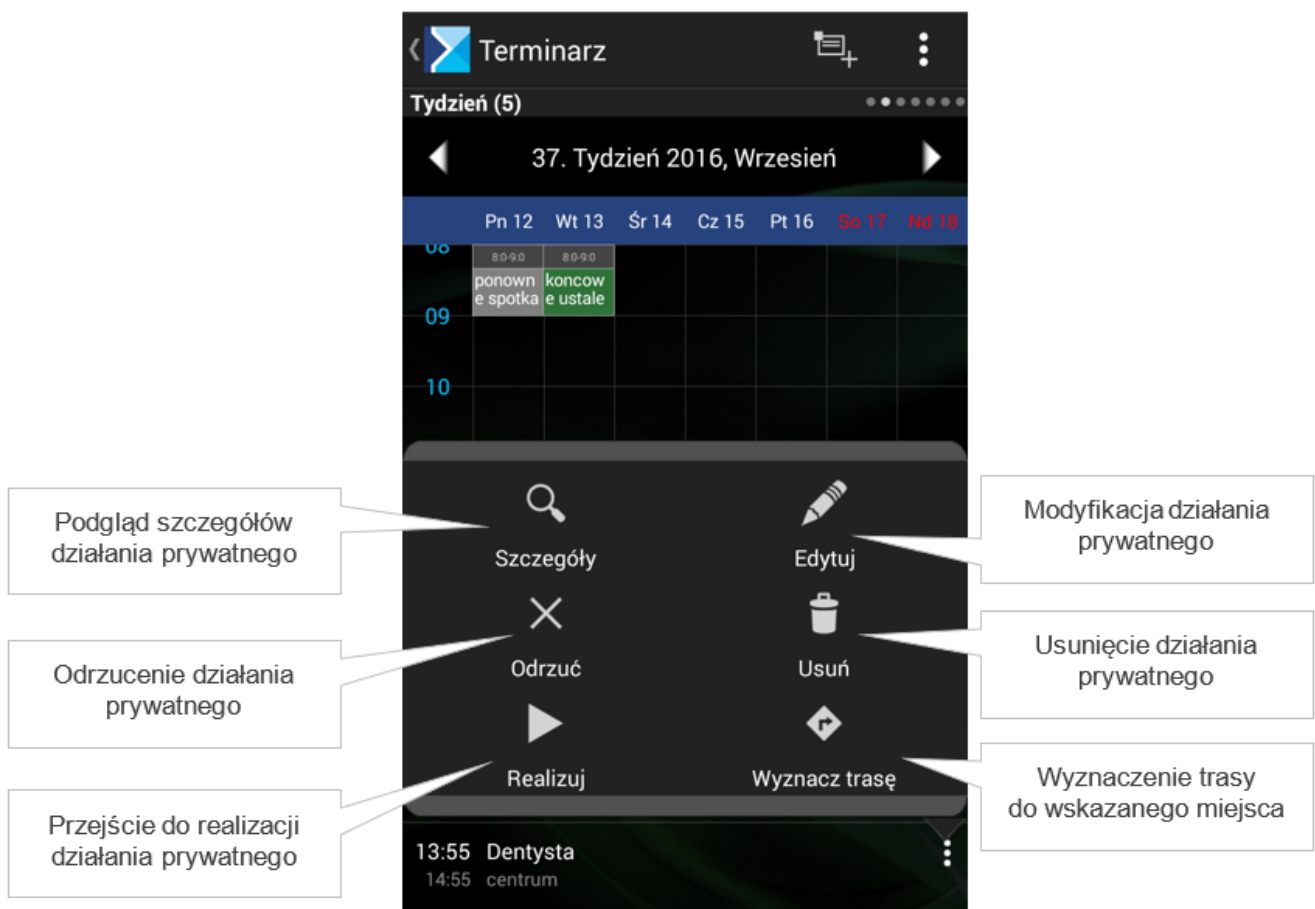 Terminarz
Tydzień (5)
37. Tydzień 2016, Wrzesień
Pn 12 Wt 13 Śr 14 Cz 15 Pt 16 So 17 Nd 18
08
8:0-9:0 8:0-9:0
ponown koncow
e spotka e ustale
09
10
Podgląd szczegółów
działania prywatnego
Szczegóły
Edytuj
Modyfikacja działania
prywatnego
Odrzucenie działania
prywatnego
Odrzuć
Usuń
Usunięcie działania
prywatnego
Przejście do realizacji
działania prywatnego
Realizuj
Wyznacz trasę
Wyznaczenie trasy
do wskazanego miejsca
13:55 Dentysta
14:55 centrum